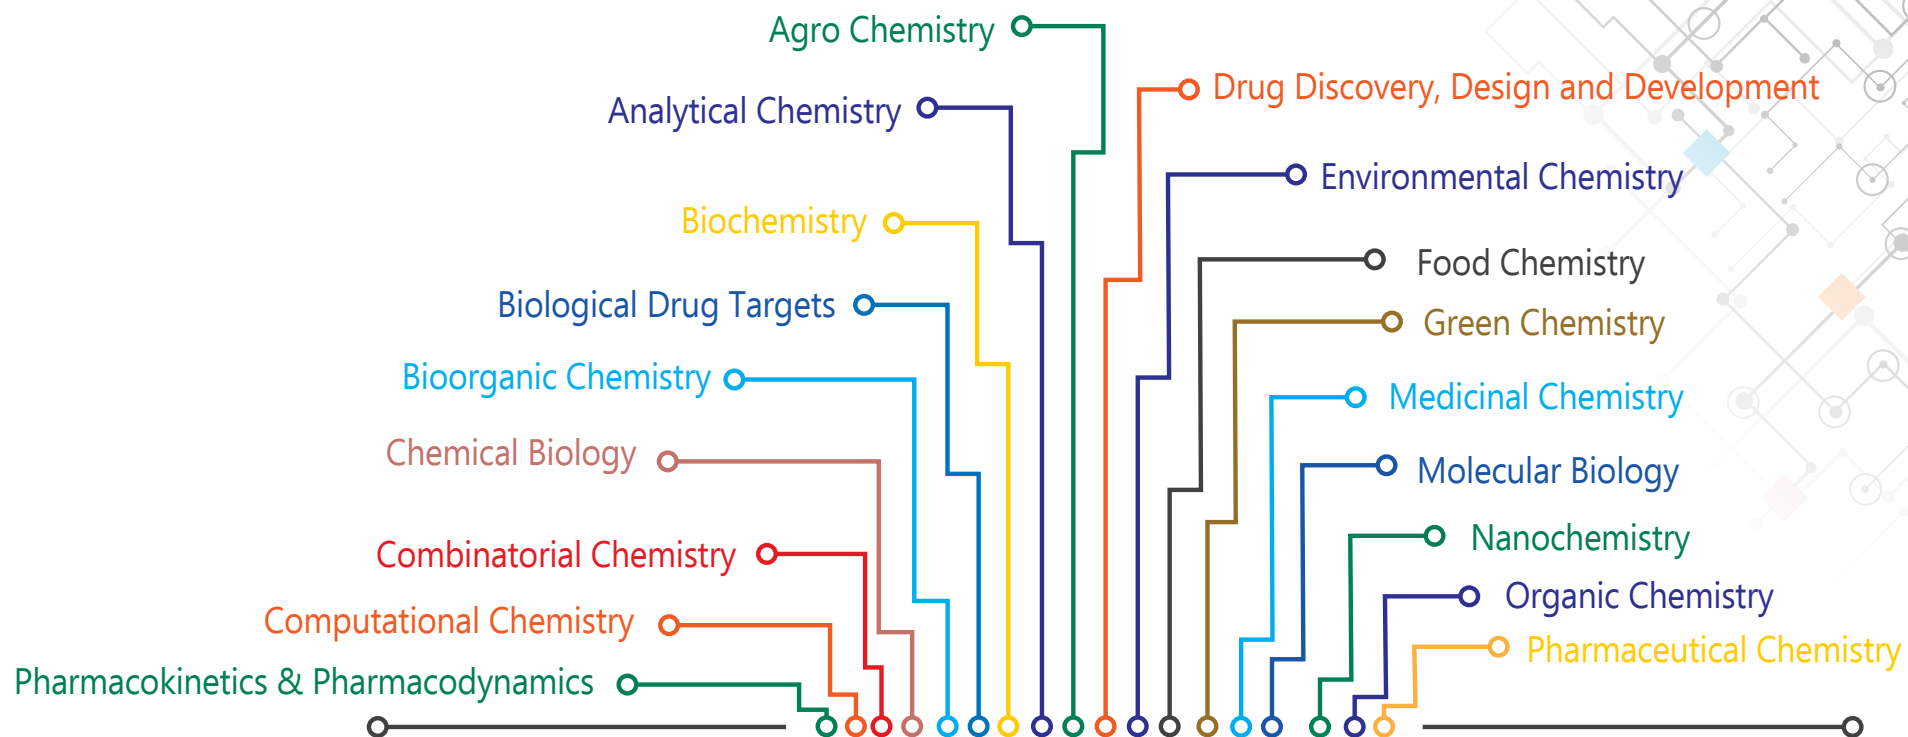 Agro Chemistry
Analytical Chemistry
Biochemistry
Biological Drug Targets
Bioorganic Chemistry
Chemical Biology
Combinatorial Chemistry
Computational Chemistry
Pharmacokinetics & Pharmacodynamics
Drug Discovery, Design and Development
Environmental Chemistry
Food Chemistry
Green Chemistry
Medicinal Chemistry
Molecular Biology
Nanochemistry
Organic Chemistry
Pharmaceutical Chemistry